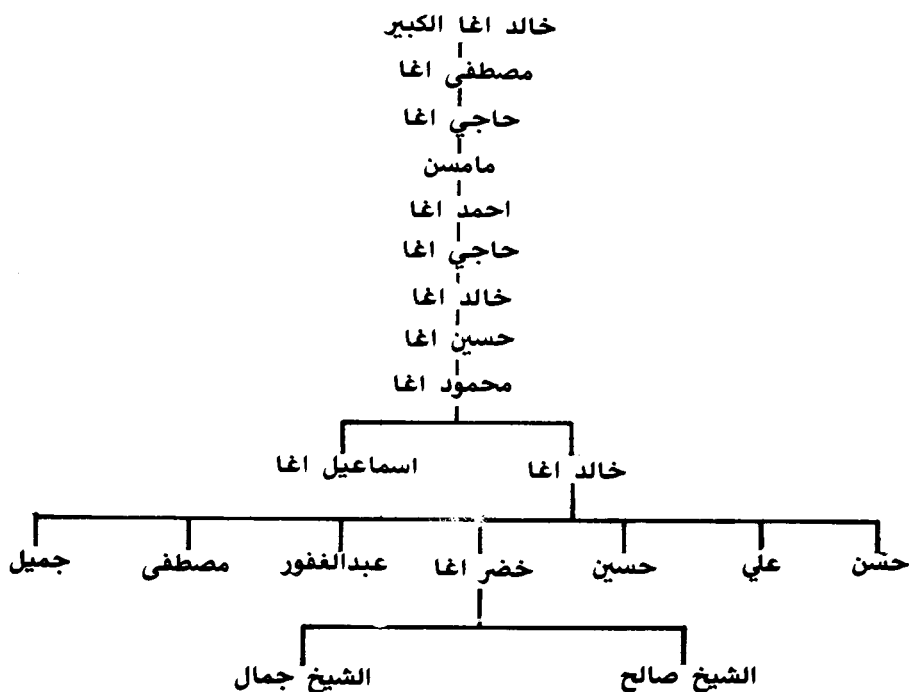 خالد اغا الكبير
مصطفى اغا
حاجي اغا
مامسن
احمد اغا
حاجي اغا
خالد اغا
حسين اغا
محمود اغا
خالد اغا اسماعيل اغا
حسن علي حسين خضر اغا عبدالغفور مصطفى جميل
الشيخ صالح الشيخ جمال